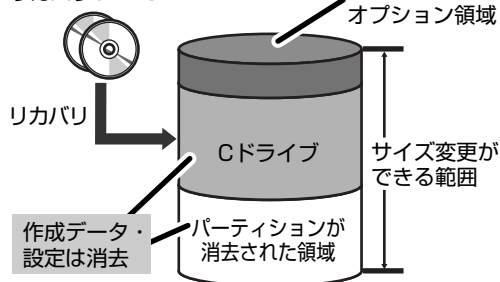 オプション領域
リカバリ
Cドライブ
サイズ変更が
できる範囲
作成データ・
設定は消去
パーティションが
消去された領域